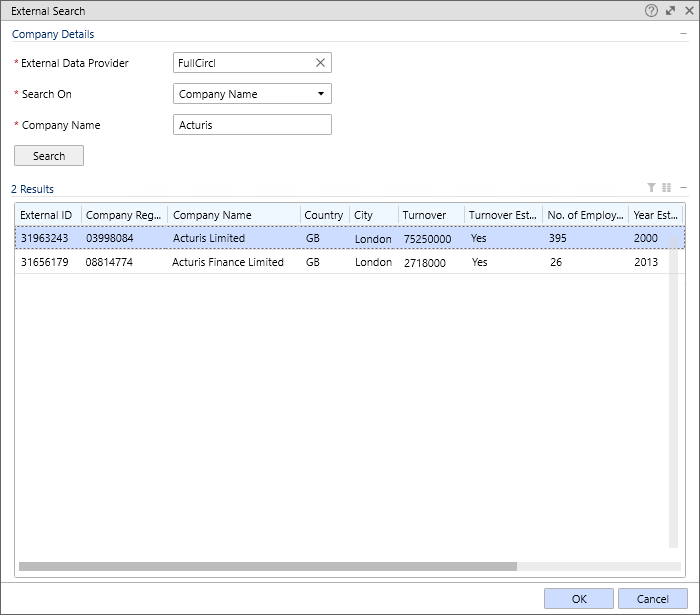 External Search
Company Details
* External Data Provider FullCircl
* Search On Company Name
* Company Name Acturis
Search
2 Results
External ID Company Reg... Company Name Country City Turnover Turnover Est... No. of Employ... Year Est...
31963243 03998084 Acturis Limited GB London 75250000 Yes 395 2000
31656179 08814774 Acturis Finance Limited GB London 2718000 Yes 26 2013
OK Cancel